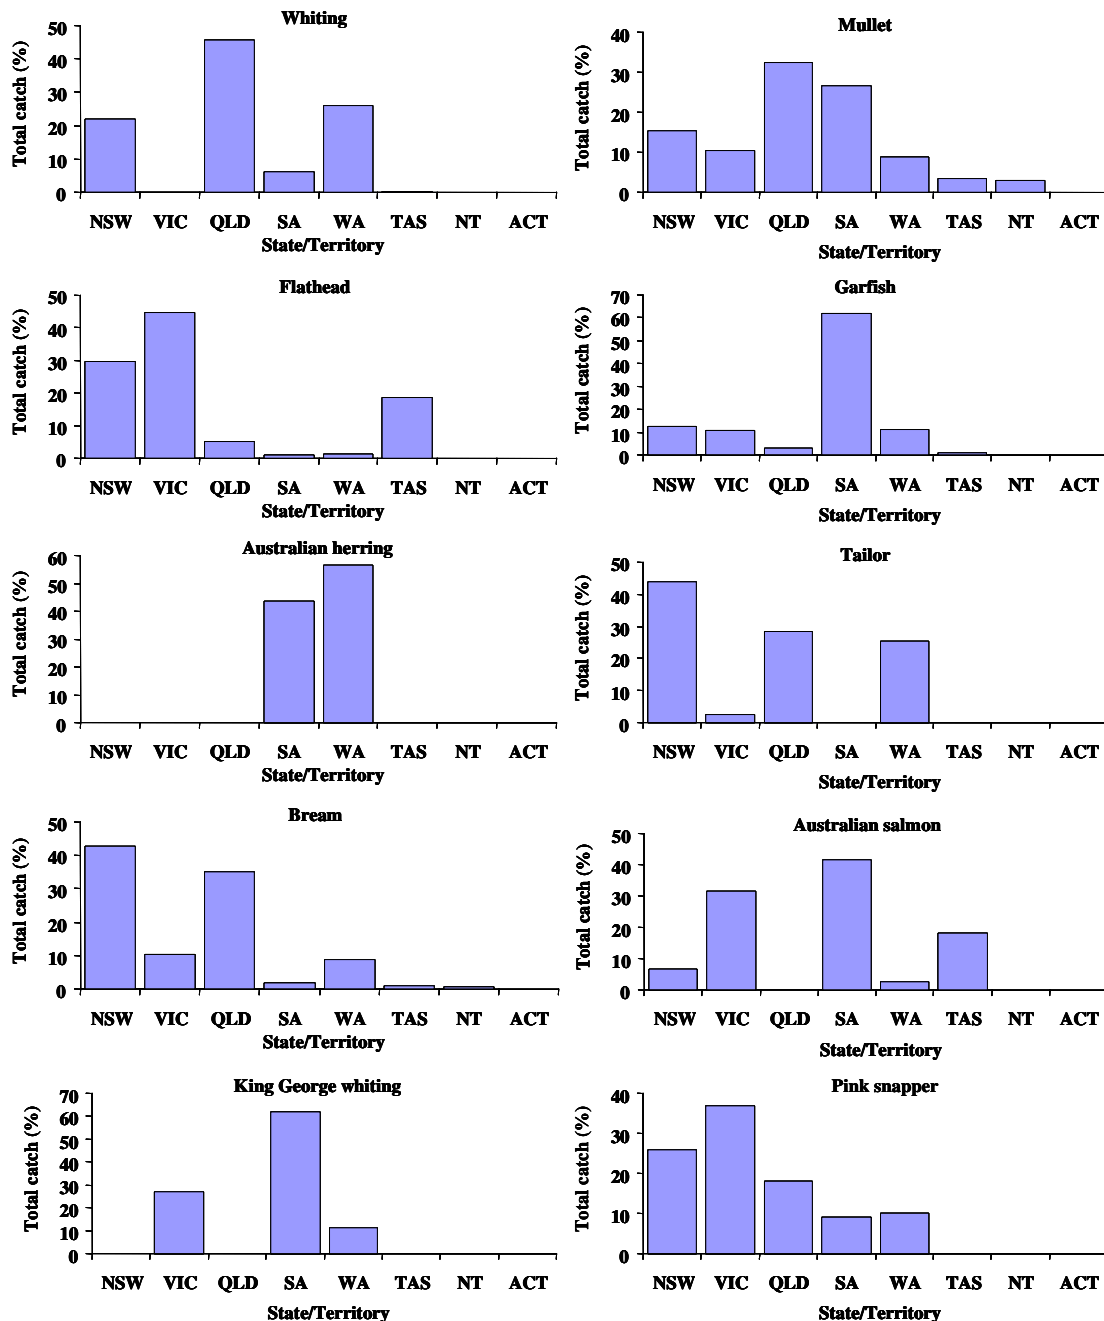 Whiting
Total catch (%)
50
40
30
20
10
0
NSW VIC QLD SA WA TAS NT ACT
State/Territory
Mullet
Total catch (%)
40
30
20
10
0
NSW VIC QLD SA WA TAS NT ACT
State/Territory
Flathead
Total catch (%)
50
40
30
20
10
0
NSW VIC QLD SA WA TAS NT ACT
State/Territory
Garfish
Total catch (%)
70
60
50
40
30
20
10
0
NSW VIC QLD SA WA TAS NT ACT
State/Territory
Australian herring
Total catch (%)
60
50
40
30
20
10
0
NSW VIC QLD SA WA TAS NT ACT
State/Territory
Tailor
Total catch (%)
50
40
30
20
10
0
NSW VIC QLD SA WA TAS NT ACT
State/Territory
Bream
Total catch (%)
50
40
30
20
10
0
NSW VIC QLD SA WA TAS NT ACT
State/Territory
Australian salmon
Total catch (%)
50
40
30
20
10
0
NSW VIC QLD SA WA TAS NT ACT
State/Territory
King George whiting
Total catch (%)
70
60
50
40
30
20
10
0
NSW VIC QLD SA WA TAS NT ACT
State/Territory
Pink snapper
Total catch (%)
40
30
20
10
0
NSW VIC QLD SA WA TAS NT ACT
State/Territory